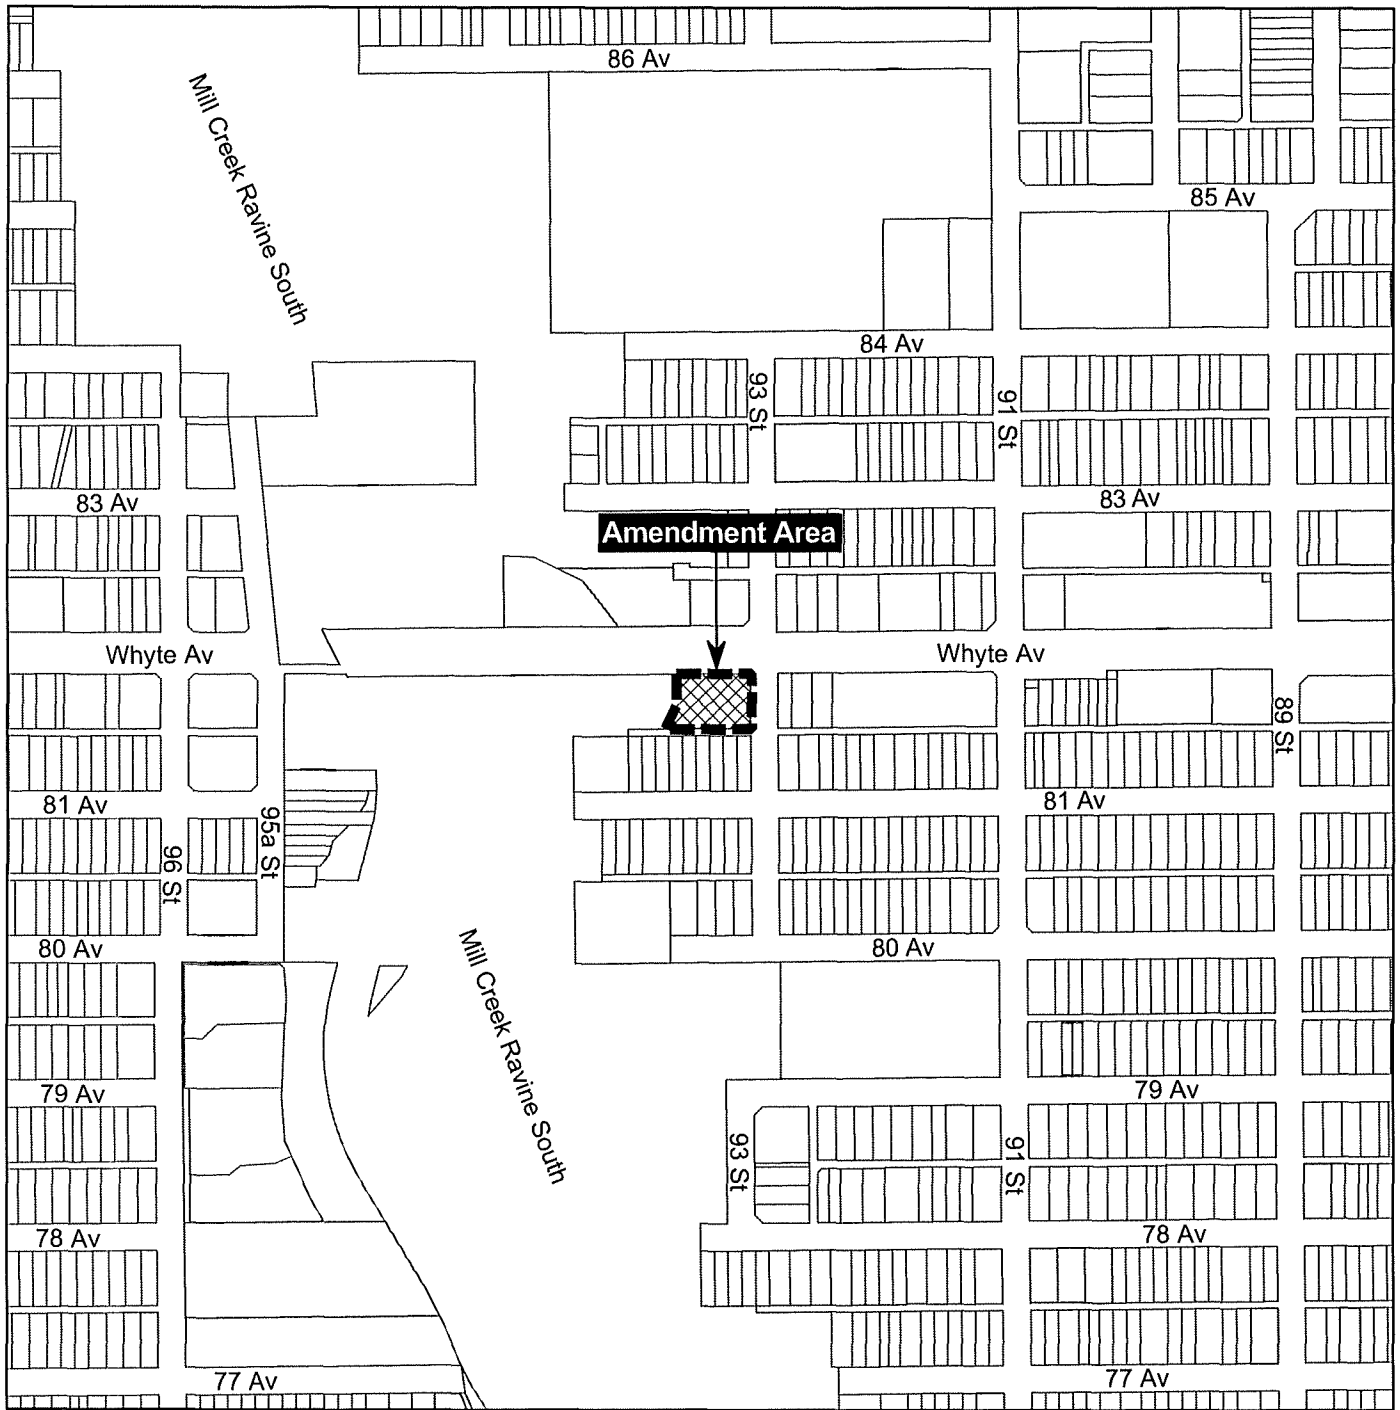 86 Av
Mill Creek Ravine South
85 Av
84 Av
93 St
91 St
83 Av
83 Av
Amendment Area
Whyte Av
Whyte Av
89 St
81 Av
81 Av
95a St
96 St
80 Av
80 Av
Mill Creek Ravine South
79 Av
79 Av
93 St
91 St
78 Av
78 Av
77 Av
77 Av